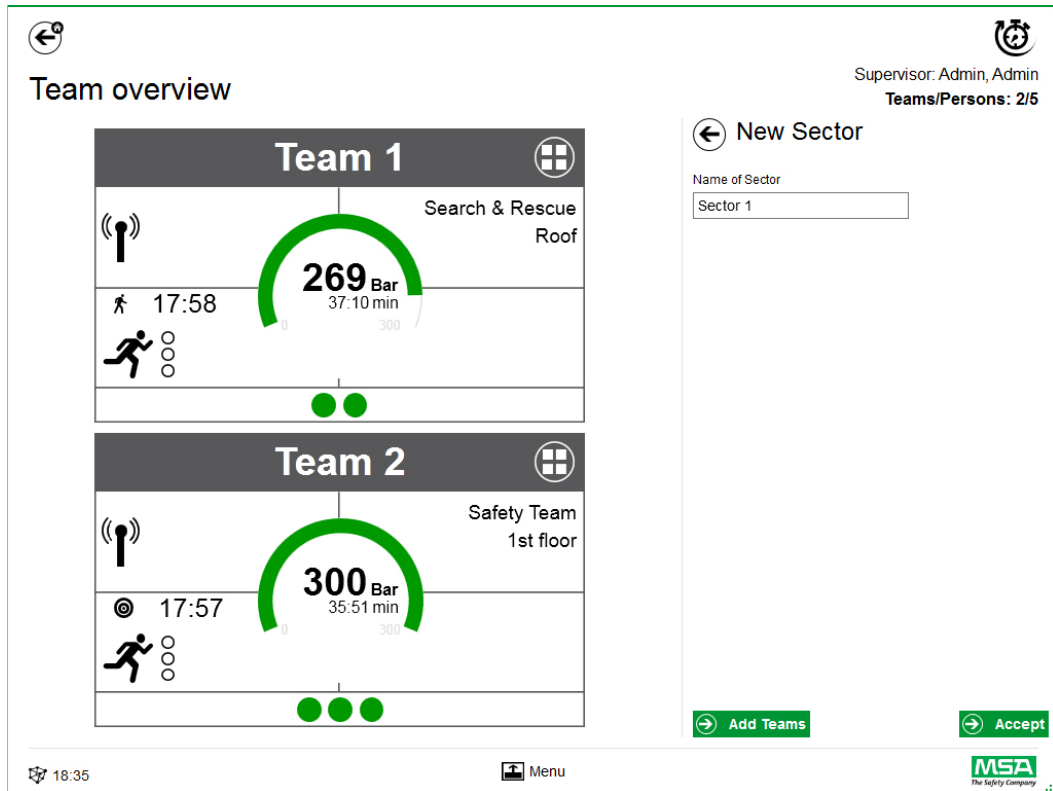 Supervisor: Admin, Admin
Team overview
Teams/Persons: 2/5
Team 1
Search & Rescue
Roof
269 Bar
37:10 min
0 300
17:58
Team 2
Safety Team
1st floor
300 Bar
35:51 min
0 300
17:57
New Sector
Name of Sector
Sector 1
Add Teams
Accept
18:35
Menu
MSA
The Safety Company